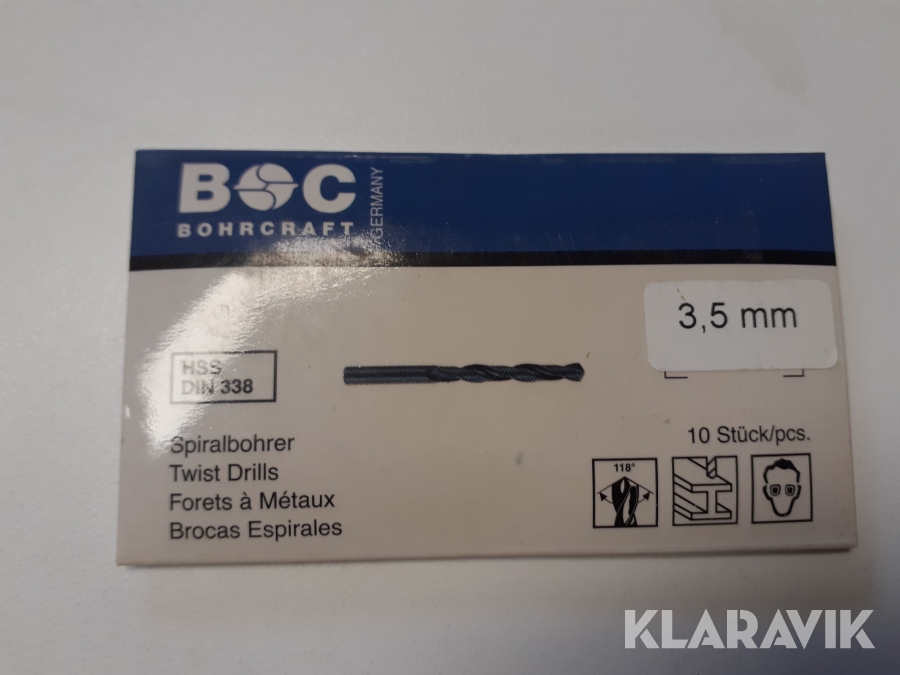 BOC
BOHRCRAFT
GERMANY
3,5 mm
HSS
DIN 338
Spiralbohrer
Twist Drills
Forets à Métaux
Brocas Espirales
10 Stück/pcs.
118°
KLARAVIK